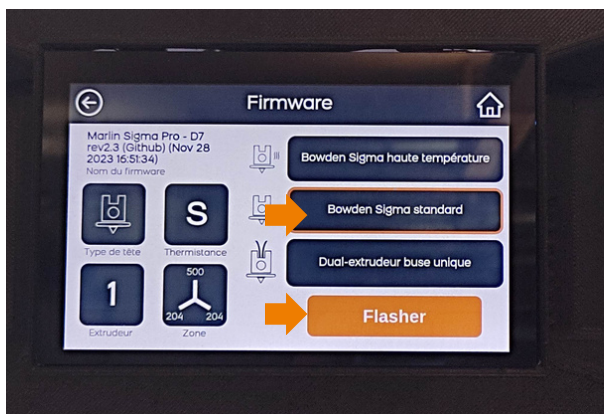 Firmware
Marlin Sigma Pro - D7
rev2.3 (Github) (Nov 28
2023 16:51:34)
Nom du firmware
Bowden Sigma haute température
Bowden Sigma standard
Dual-extrudeur buse unique
Flasher
S
Type de tête
Thermistance
1
500
204 204
Extrudeur
Zone